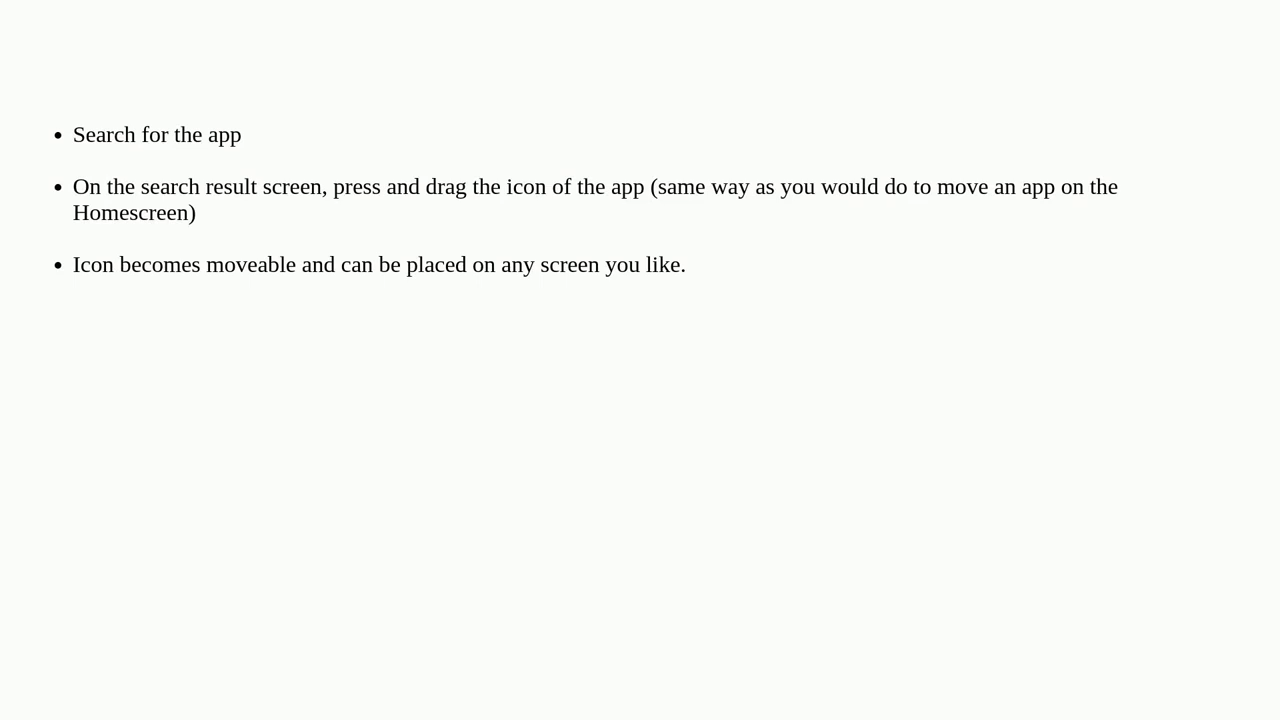 • Search for the app
• On the search result screen, press and drag the icon of the app (same way as you would do to move an app on the
Homescreen)
• Icon becomes moveable and can be placed on any screen you like.